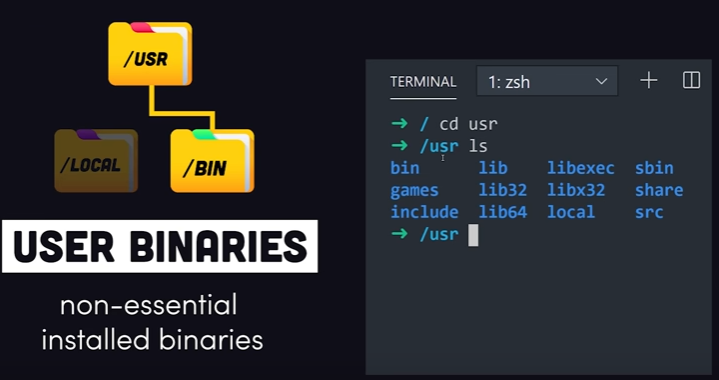 /USR
/LOCAL
/BIN
USER BINARIES
non-essential
installed binaries
TERMINAL 1: zsh
➜ / cd usr
➜ /usr ls
bin lib libexec sbin
games lib32 libx32 share
include lib64 local src
➜ /usr